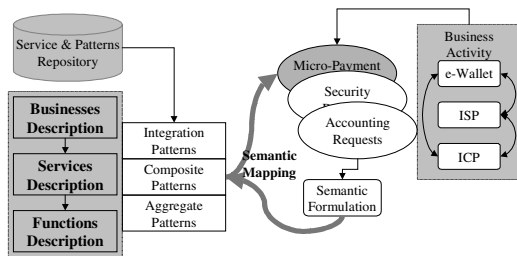 Service & Patterns
Repository
Businesses
Description
Services
Description
Functions
Description
Integration
Patterns
Composite
Patterns
Aggregate
Patterns
Semantic
Mapping
Micro-Payment
Security
Accounting
Requests
Semantic
Formulation
Business
Activity
e-Wallet
ISP
ICP